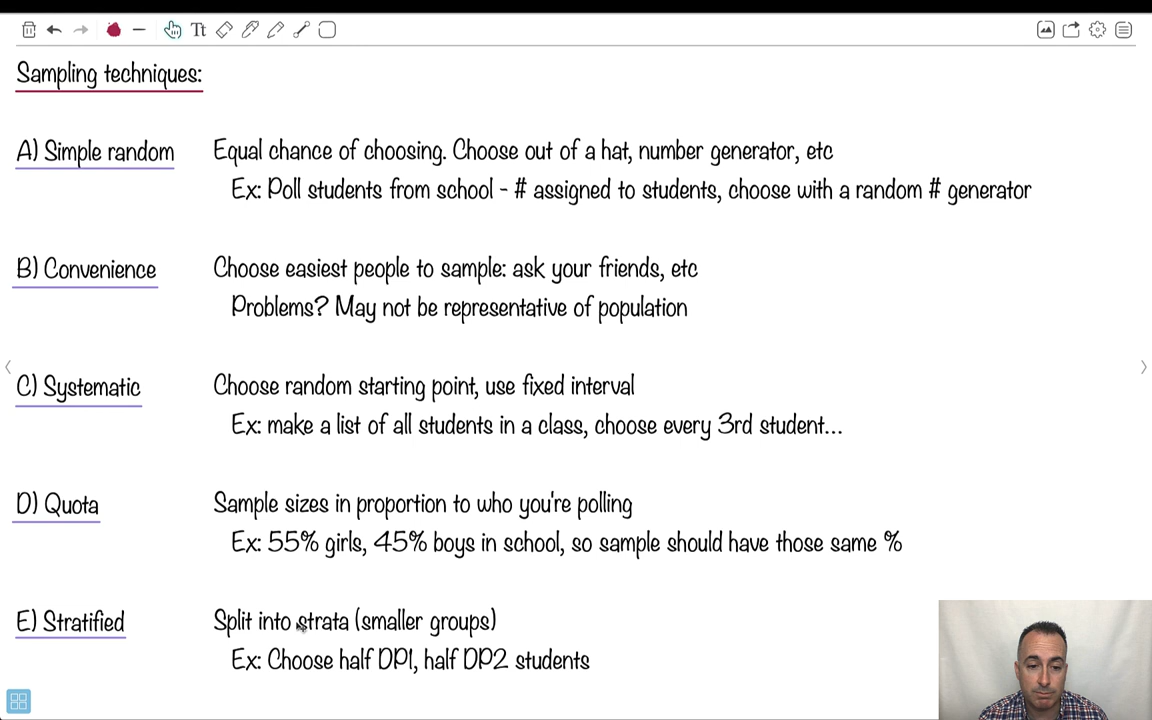 Tt
Sampling techniques:
A) Simple random
Equal chance of choosing. Choose out of a hat, number generator, etc
Ex: Poll students from school - # assigned to students, choose with a random # generator
B) Convenience
Choose easiest people to sample: ask your friends, etc
Problems? May not be representative of population
C) Systematic
Choose random starting point, use fixed interval
Ex: make a list of all students in a class, choose every 3rd student...
D) Quota
Sample sizes in proportion to who you're polling
Ex: 55% girls, 45% boys in school, so sample should have those same %
E) Stratified
Split into strata (smaller groups)
Ex: Choose half DP1, half DP2 students